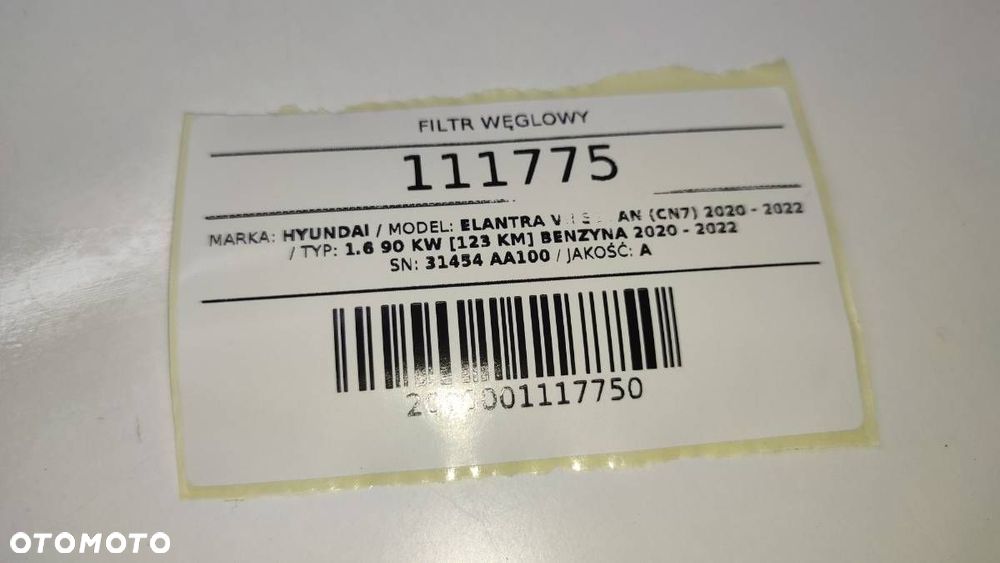 FILTR WĘGLOWY
111775
MARKA: HYUNDAI / MODEL: ELANTRA (CN7) 2020 - 2022
/ TYP: 1.6 90 KW [123 KM] BENZYNA 2020 - 2022
SN: 31454 AA100 / JAKOŚĆ: A
OTOMOTO